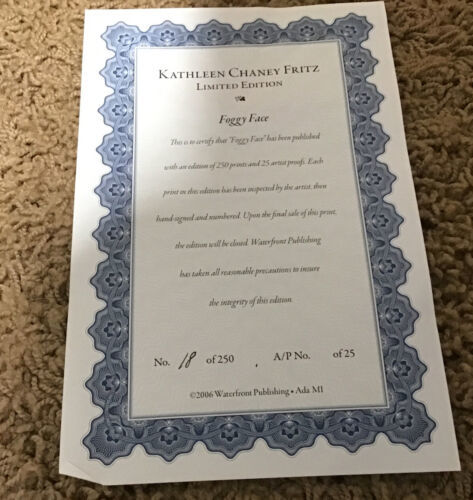 KATHLEEN CHANEY FRITZ
LIMITED EDITION
Foggy Face
This is to certify that "Foggy Face" has been published
with an edition of 250 prints and 25 artist proofs. Each
print in this edition has been inspected by the artist, then
hand-signed and numbered. Upon the final sale of this print,
the edition will be closed. Waterfront Publishing
has taken all reasonable precautions to insure
the integrity of this edition.
No. 18 of 250 . A/P No. of 25
©2006 Waterfront Publishing • Ada MI